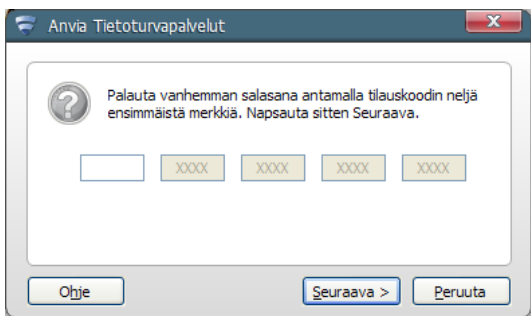 Anvia Tietoturvapalvelut
Palauta vanhemman salasana antamalla tilauskoodin neljä
ensimmäistä merkkiä. Napsauta sitten Seuraava.
XXXX XXXX XXXX XXXX
Ohje Seuraava > Peruuta